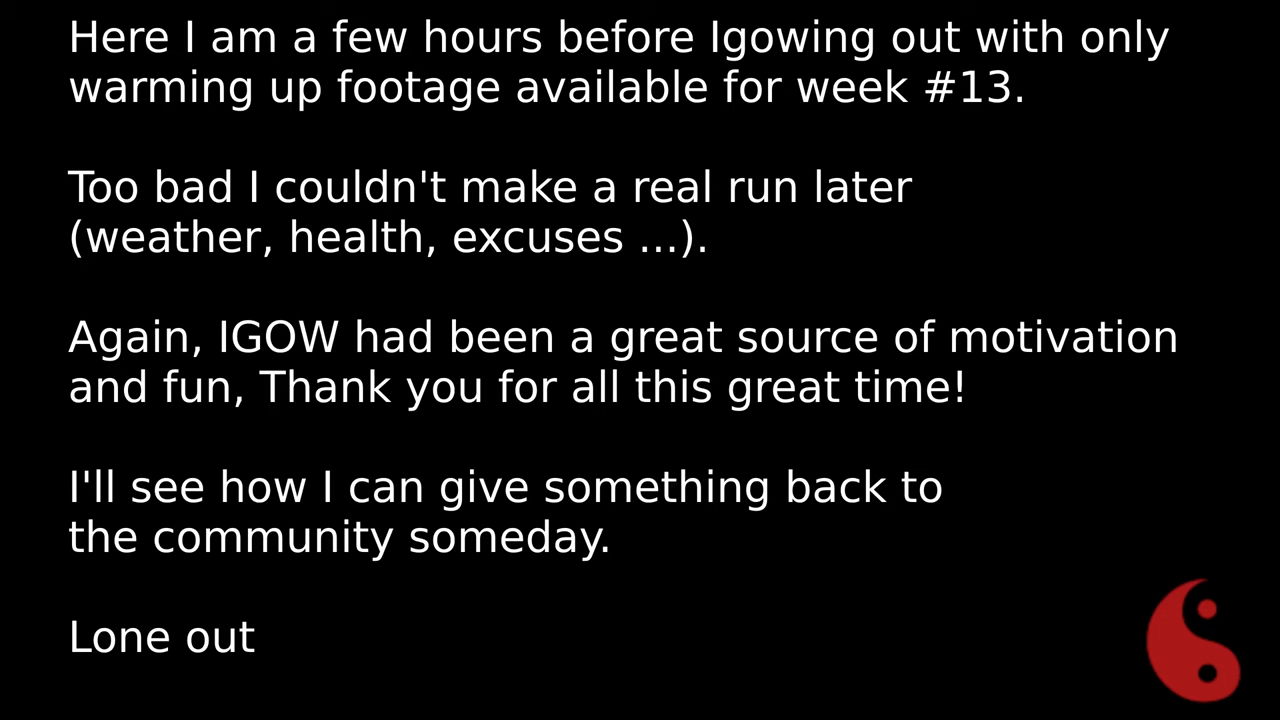 Here I am a few hours before Igowing out with only
warming up footage available for week #13.
Too bad I couldn't make a real run later
(weather, health, excuses ...).
Again, IGOW had been a great source of motivation
and fun, Thank you for all this great time!
I'll see how I can give something back to
the community someday.
Lone out